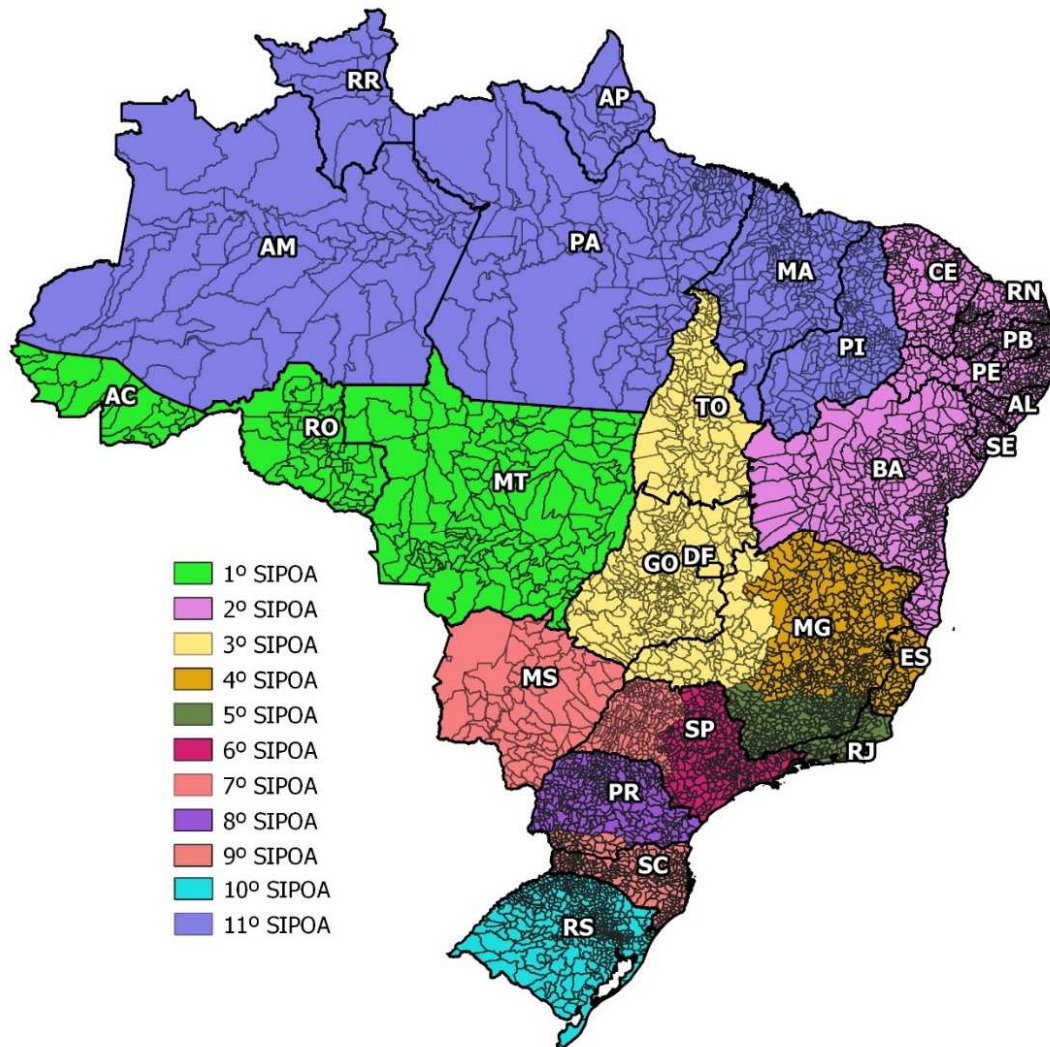 RR
AP
AM
PA
MA
CE
RN
PB
PI
PE
AC
TO
AL
RO
SE
BA
MT
GO
DF
MG
ES
MS
SP
RJ
PR
SC
RS
1º SIPOA
2º SIPOA
3º SIPOA
4º SIPOA
5º SIPOA
6º SIPOA
7º SIPOA
8º SIPOA
9º SIPOA
10º SIPOA
11º SIPOA